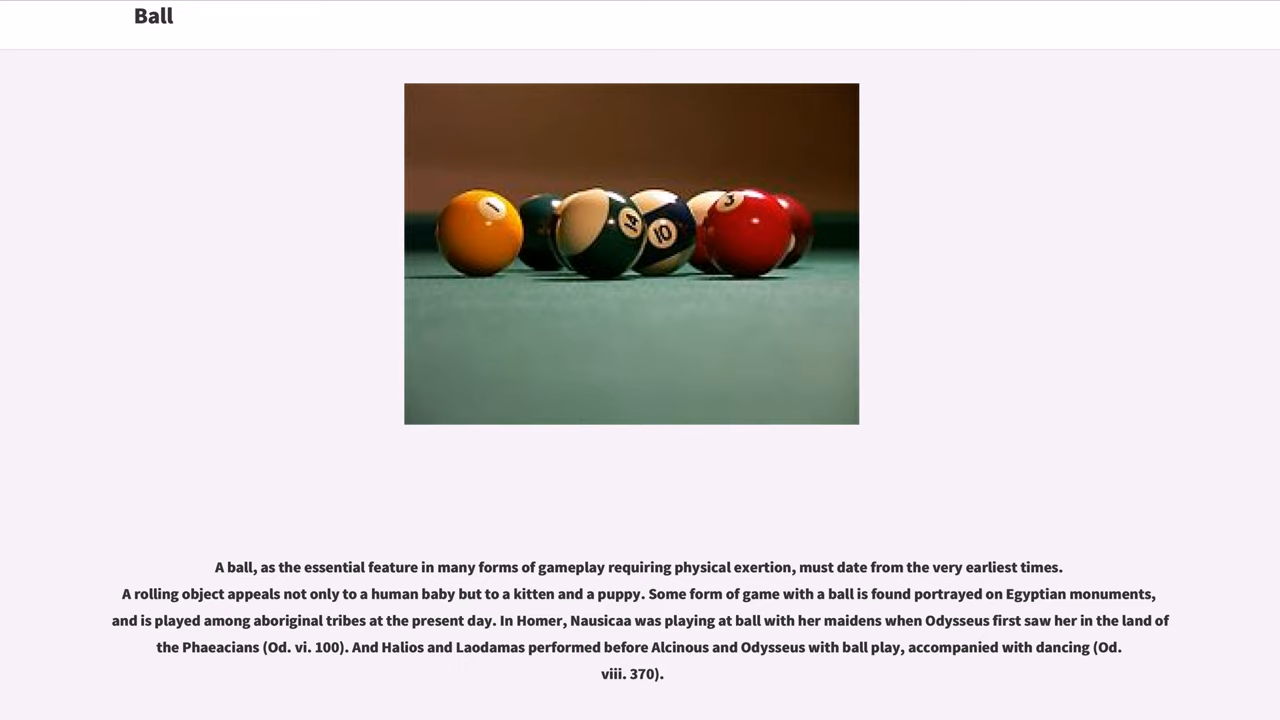 Ball
1
14
10
3
A ball, as the essential feature in many forms of gameplay requiring physical exertion, must date from the very earliest times.
A rolling object appeals not only to a human baby but to a kitten and a puppy. Some form of game with a ball is found portrayed on Egyptian monuments,
and is played among aboriginal tribes at the present day. In Homer, Nausicaa was playing at ball with her maidens when Odysseus first saw her in the land of
the Phaeacians (Od. vi. 100). And Halios and Laodamas performed before Alcinous and Odysseus with ball play, accompanied with dancing (Od.
viii. 370).